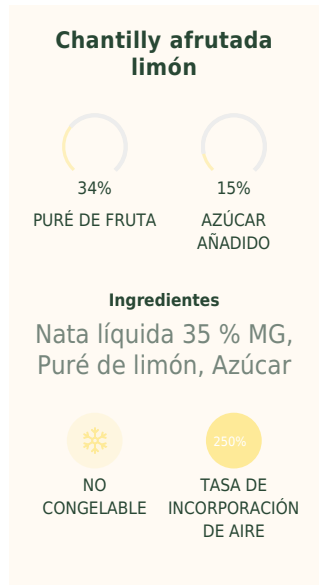 Chantilly afrutada
limón
34%
15%
PURÉ DE FRUTA
AZÚCAR
AÑADIDO
Ingredientes
Nata líquida 35 % MG,
Puré de limón, Azúcar
250%
NO
CONGELABLE
TASA DE
INCORPORACIÓN
DE AIRE